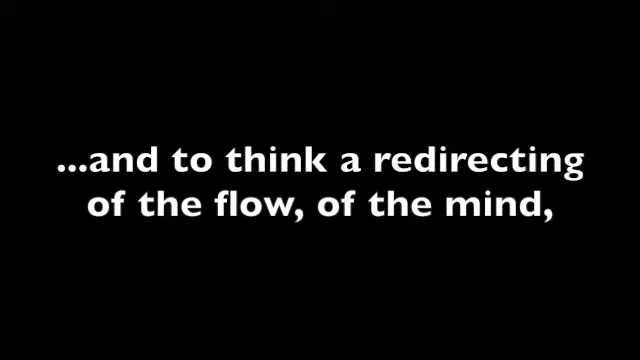 ...and to think a redirecting
of the flow, of the mind,